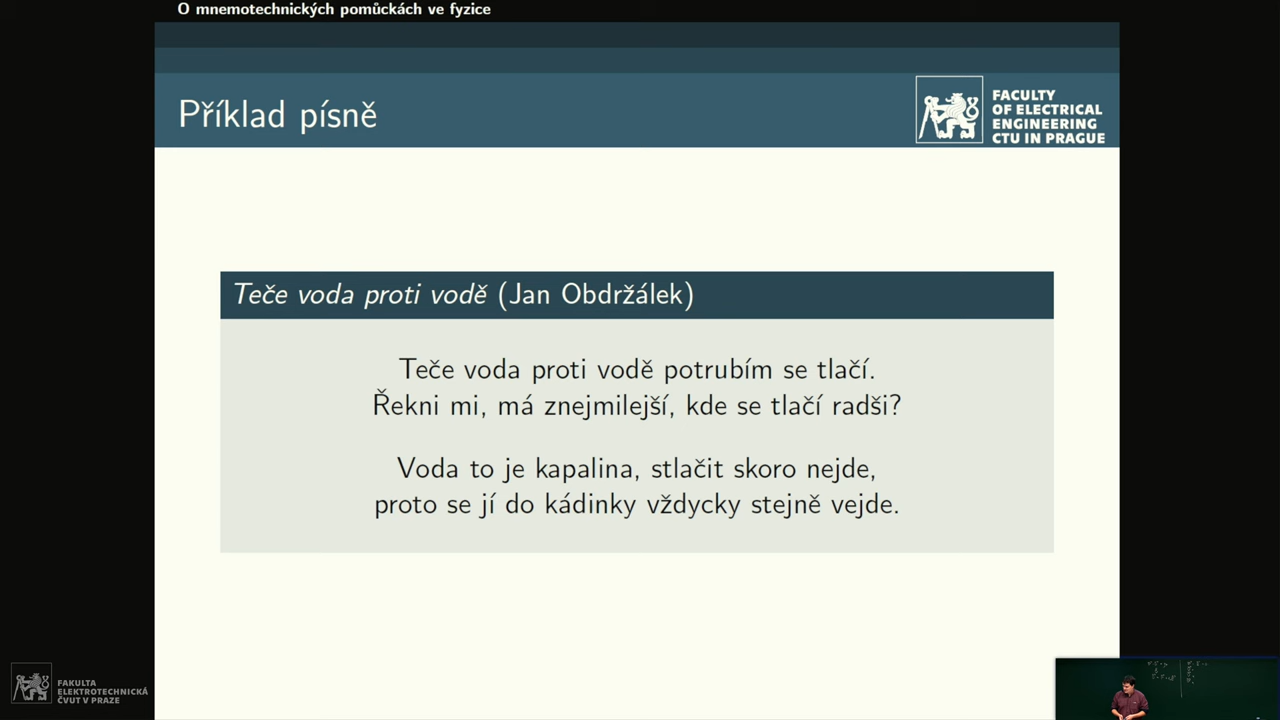 O mnemotechnických pomůckách ve fyzice
Příklad písně
FACULTY
OF ELECTRICAL
ENGINEERING
CTU IN PRAGUE
Teče voda proti vodě (Jan Obdržálek)
Teče voda proti vodě potrubím se tlačí.
Řekni mi, má znejmilejší, kde se tlačí radši?
Voda to je kapalina, stlačit skoro nejde,
proto se jí do kádinky vždycky stejně vejde.
FAKULTA
ELEKTROTECHNICKÁ
ČVUT V PRAZE